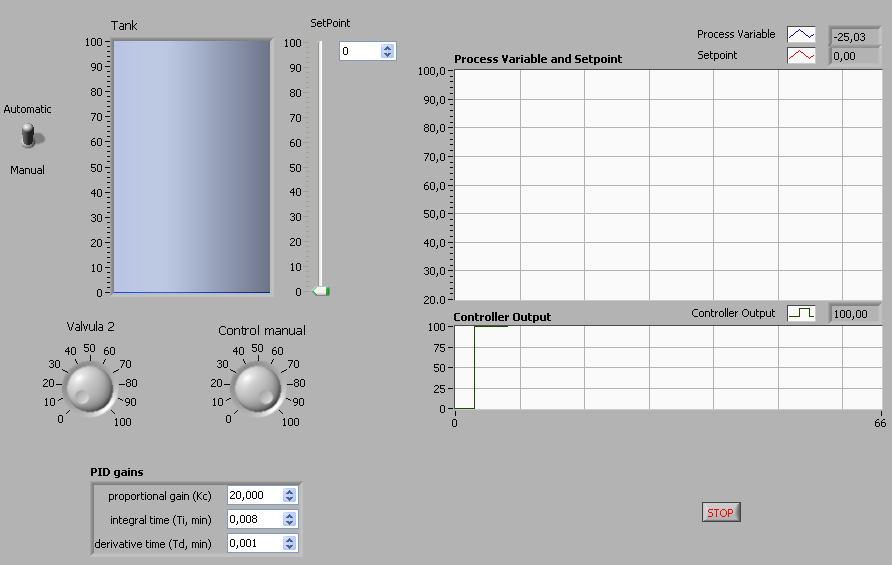 Tank
SetPoint
Process Variable -25,03
Setpoint 0,00
Process Variable and Setpoint
Automatic
Manual
100
90
80
70
60
50
40
30
20
10
0
100
90
80
70
60
50
40
30
20
10
0
0
100,0
90,0
80,0
70,0
60,0
50,0
40,0
30,0
20.0
Valvula 2
0 10 20 30 40 50 60 70 80 90 100
Control manual
0 10 20 30 40 50 60 70 80 90 100
Controller Output
Controller Output 100,00
100
75
50
25
0
0 66
PID gains
proportional gain (Kc) 20,000
integral time (Ti, min) 0,008
derivative time (Td, min) 0,001
STOP